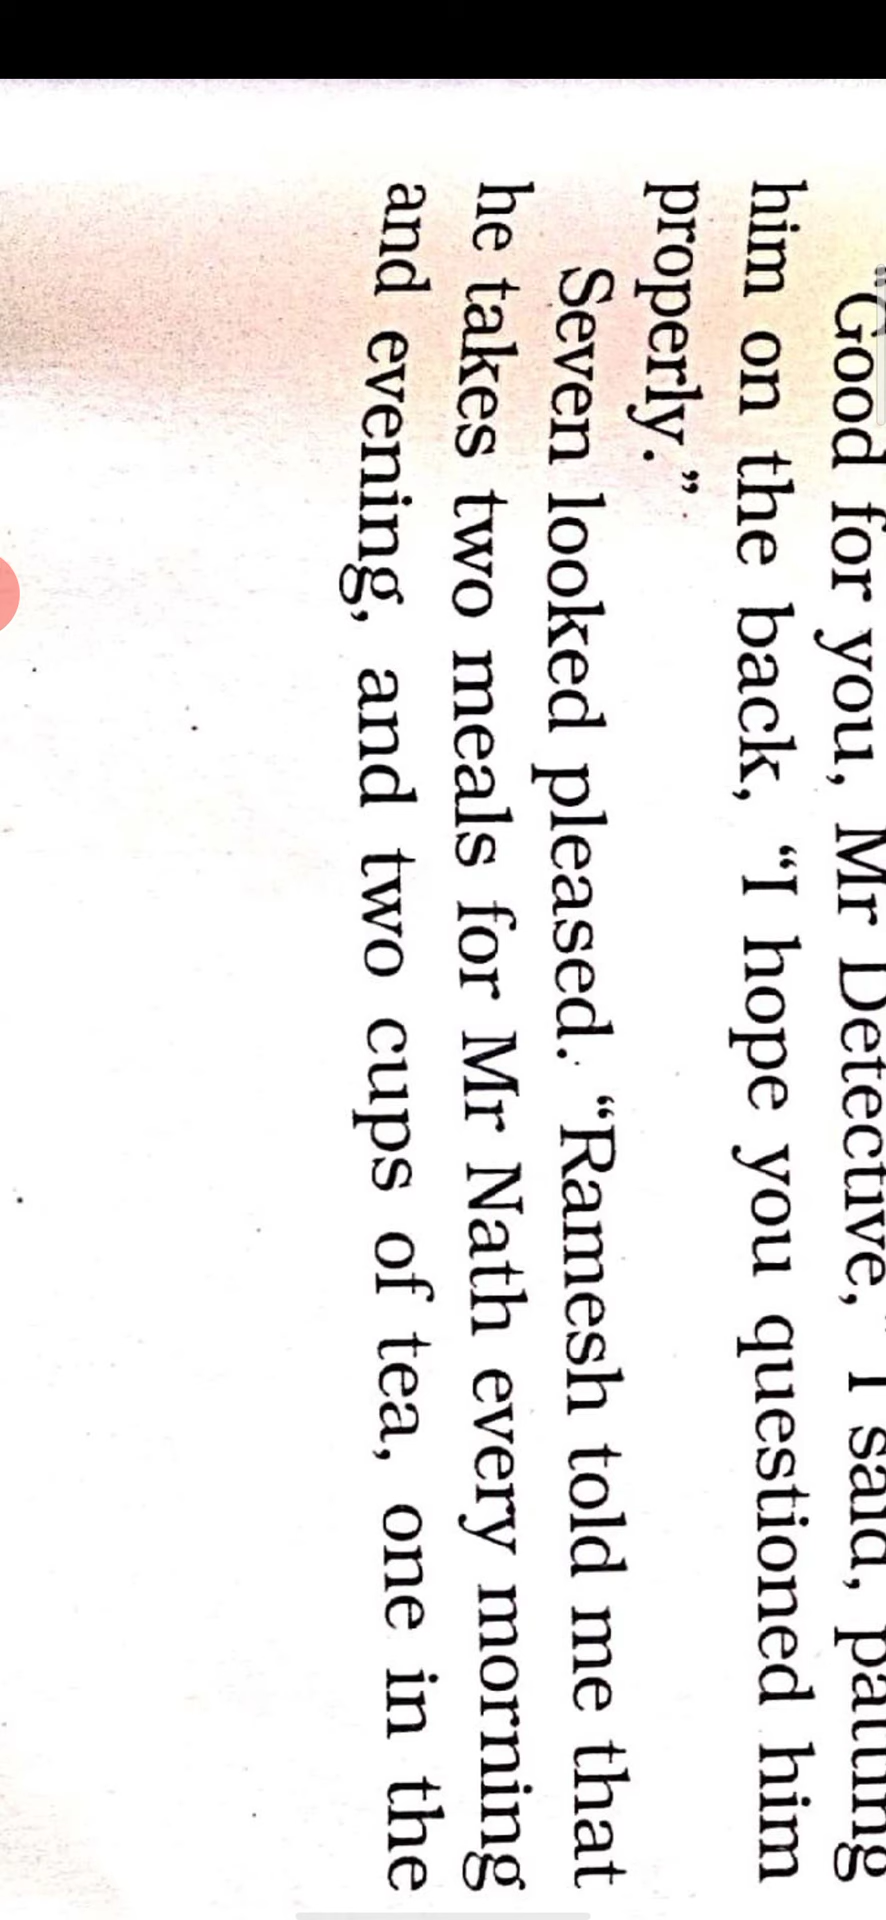 “Good for you, Mr Detective,” I said, patting
him on the back, “I hope you questioned him
properly.”
Seven looked pleased. “Ramesh told me that
he takes two meals for Mr Nath every morning
and evening, and two cups of tea, one in the